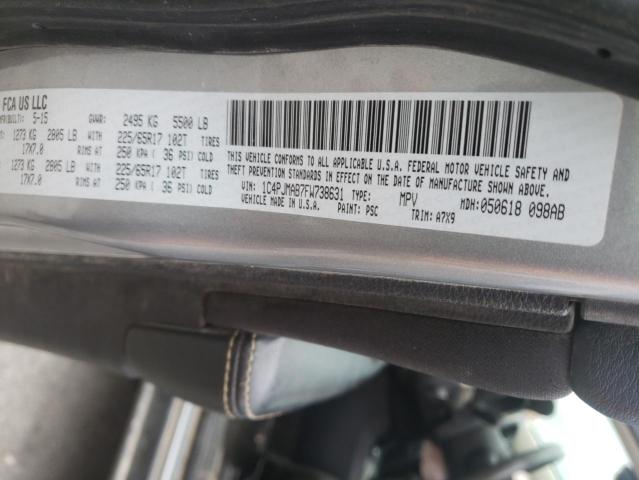 FCA US LLC
MFR(BUILT): 5-15 GVWR: 2495 KG 5500 LB
1273 KG 2805 LB WITH 225/65R17 102T TIRES
17X7.0 RIMS AT 250 KPA ( 36 PSI) COLD
1273 KG 2805 LB WITH 225/65R17 102T TIRES
17X7.0 RIMS AT 250 KPA ( 36 PSI) COLD
THIS VEHICLE CONFORMS TO ALL APPLICABLE U.S.A. FEDERAL MOTOR VEHICLE SAFETY AND
THEFT PREVENTION STANDARDS IN EFFECT ON THE DATE OF MANUFACTURE SHOWN ABOVE.
VIN: 1C4PJMAB7FW738631 TYPE: MPV MDH: 050618 098AB
VEHICLE MADE IN U.S.A. PAINT: PSC TRIM: A7X9